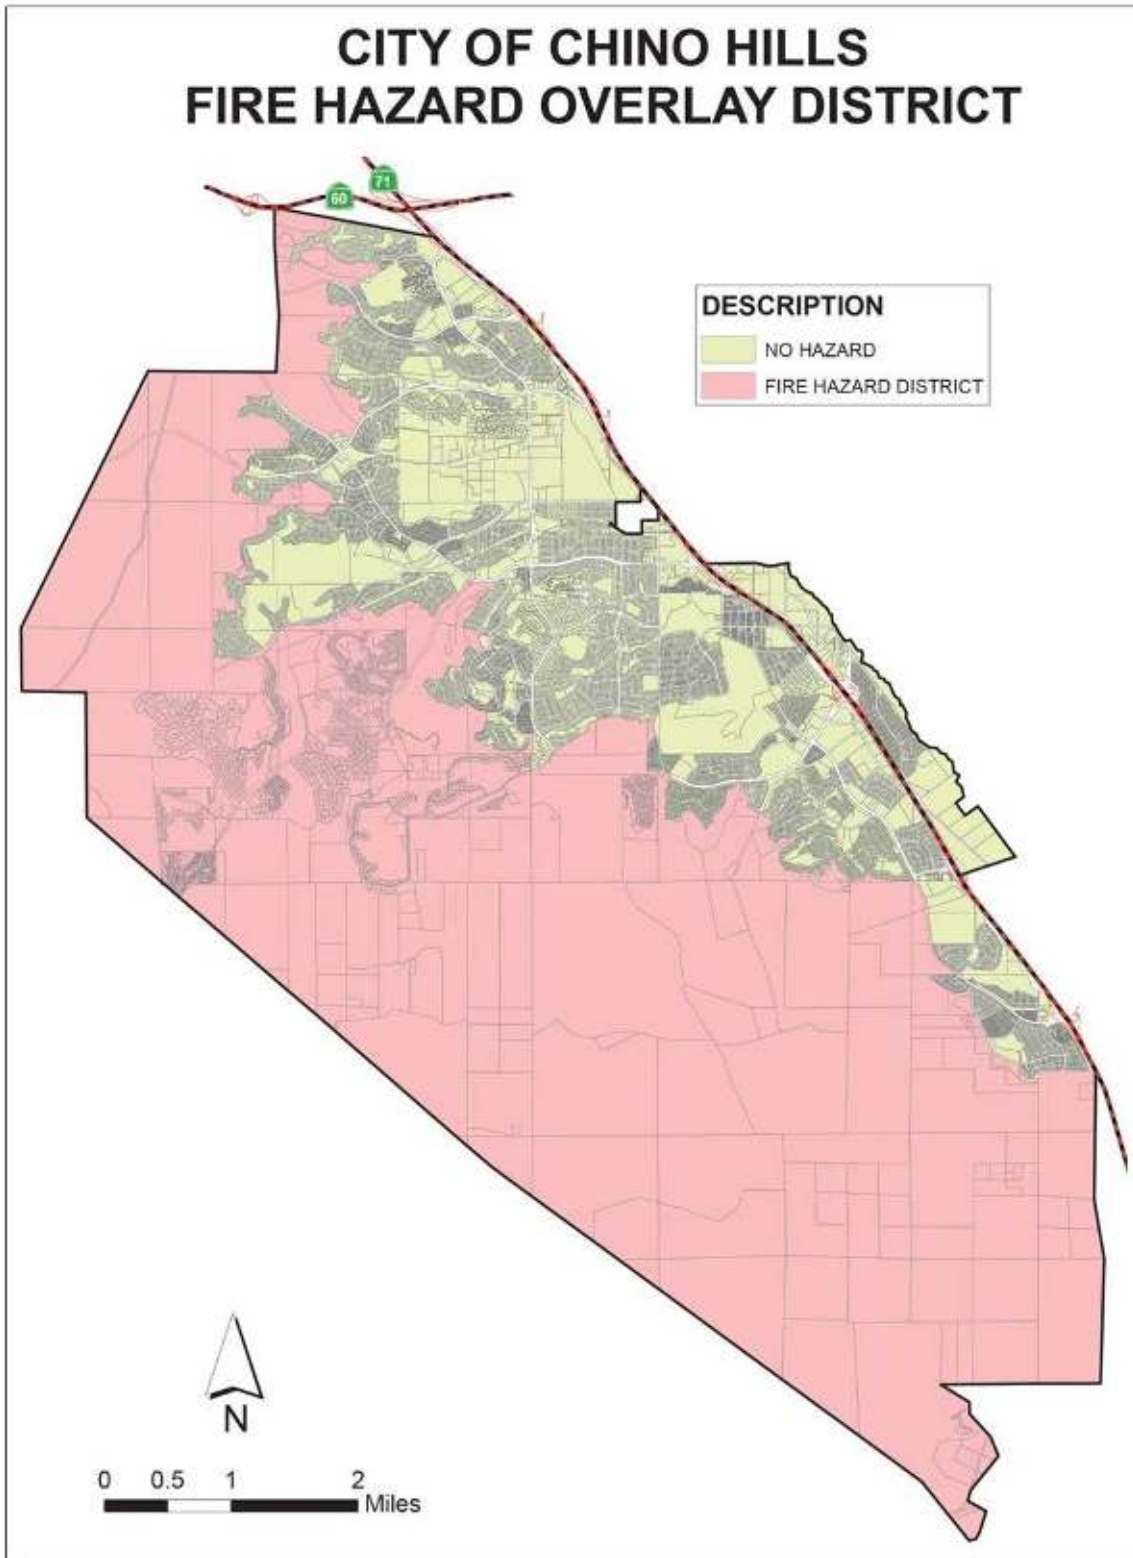 CITY OF CHINO HILLS
FIRE HAZARD OVERLAY DISTRICT
71
60
DESCRIPTION
NO HAZARD
FIRE HAZARD DISTRICT
N
0 0.5 1 2
Miles